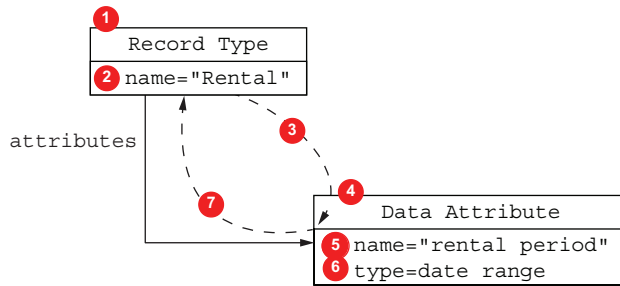 1
Record Type
2 name="Rental"
attributes
3
7
4
Data Attribute
5 name="rental period"
6 type=date range